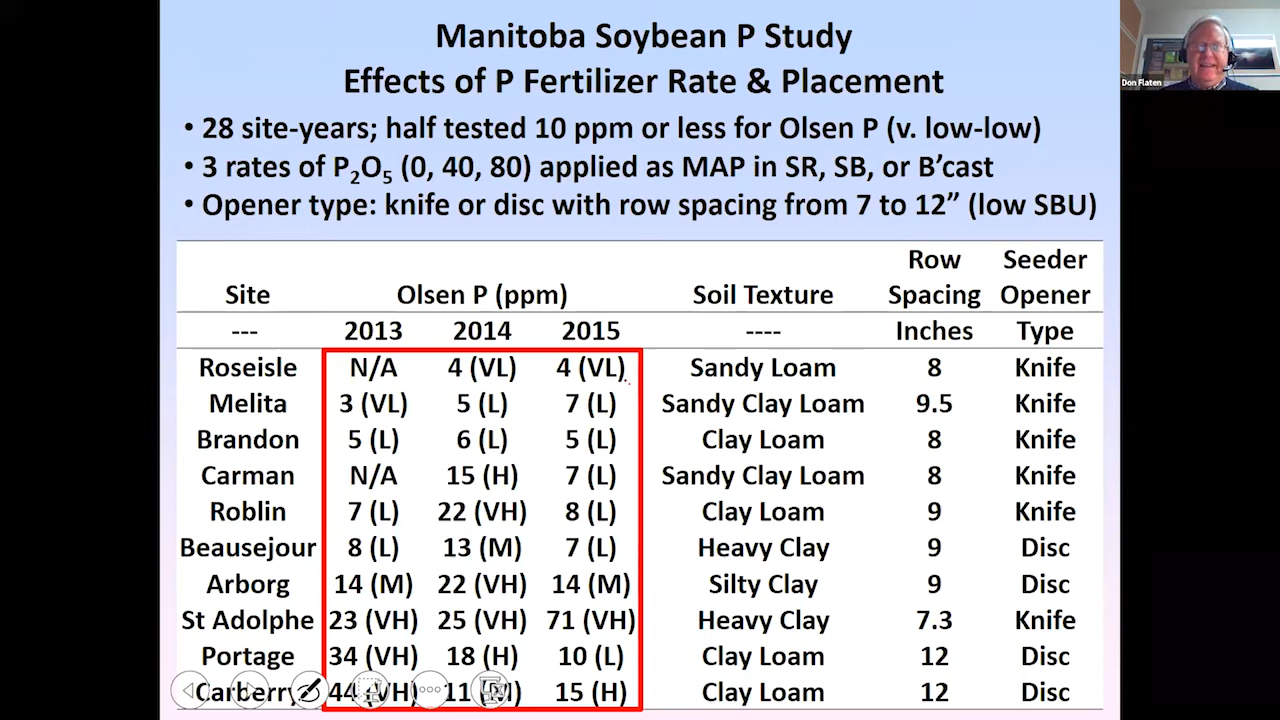 Manitoba Soybean P Study
Effects of P Fertilizer Rate & Placement
• 28 site-years; half tested 10 ppm or less for Olsen P (v. low-low)
• 3 rates of P2O5 (0, 40, 80) applied as MAP in SR, SB, or B'cast
• Opener type: knife or disc with row spacing from 7 to 12” (low SBU)
Site Olsen P (ppm) Soil Texture Row Spacing Seeder Opener
--- 2013 2014 2015 ---- Inches Type
Roseisle N/A 4 (VL) 4 (VL) Sandy Loam 8 Knife
Melita 3 (VL) 5 (L) 7 (L) Sandy Clay Loam 9.5 Knife
Brandon 5 (L) 6 (L) 5 (L) Clay Loam 8 Knife
Carman N/A 15 (H) 7 (L) Sandy Clay Loam 8 Knife
Roblin 7 (L) 22 (VH) 8 (L) Clay Loam 9 Knife
Beausejour 8 (L) 13 (M) 7 (L) Heavy Clay 9 Disc
Arborg 14 (M) 22 (VH) 14 (M) Silty Clay 9 Disc
St Adolphe 23 (VH) 25 (VH) 71 (VH) Heavy Clay 7.3 Knife
Portage 34 (VH) 18 (H) 10 (L) Clay Loam 12 Disc
Carberry 44 (VH) 11 (M) 15 (H) Clay Loam 12 Disc
Don Flaten